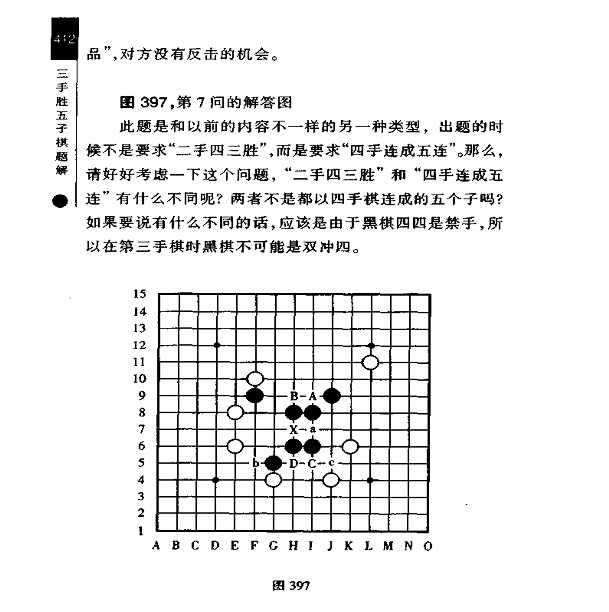 412
三手胜五子棋题解
品”,对方没有反击的机会。
图 397,第 7 问的解答图
此题是和以前的内容不一样的另一种类型，出题的时
候不是要求“二手四三胜”,而是要求“四手连成五连”。那么,
请好好考虑一下这个问题，“二手四三胜”和“四手连成五
连”有什么不同呢？两者不是都以四手棋连成的五个子吗?
如果要说有什么不同的话,应该是由于黑棋四四是禁手,所
以在第三手棋时黑棋不可能是双冲四。
15
14
13
12
11
10
9 B A
8
7 X a
6
5 b D C c
4
3
2
1
A B C D E F G H I J K L M N O
图 397